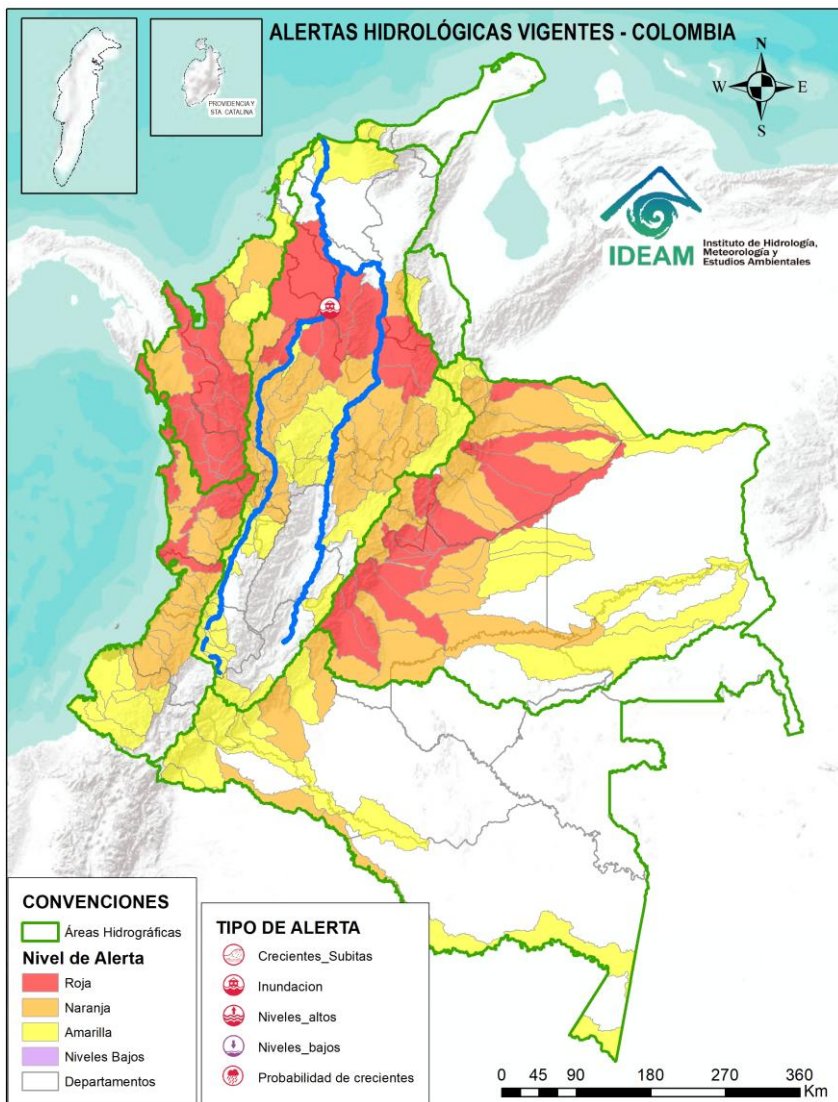 ALERTAS HIDROLÓGICAS VIGENTES - COLOMBIA
PROVIDENCIA Y
STA. CATALINA
N
W
E
S
IDEAM
Instituto de Hidrología,
Meteorología y
Estudios Ambientales
CONVENCIONES
Áreas Hidrográficas
Nivel de Alerta
Roja
Naranja
Amarilla
Niveles Bajos
Departamentos
TIPO DE ALERTA
Crecientes_Subitas
Inundacion
Niveles_altos
Niveles_bajos
Probabilidad de crecientes
0 45 90 180 270 360
Km